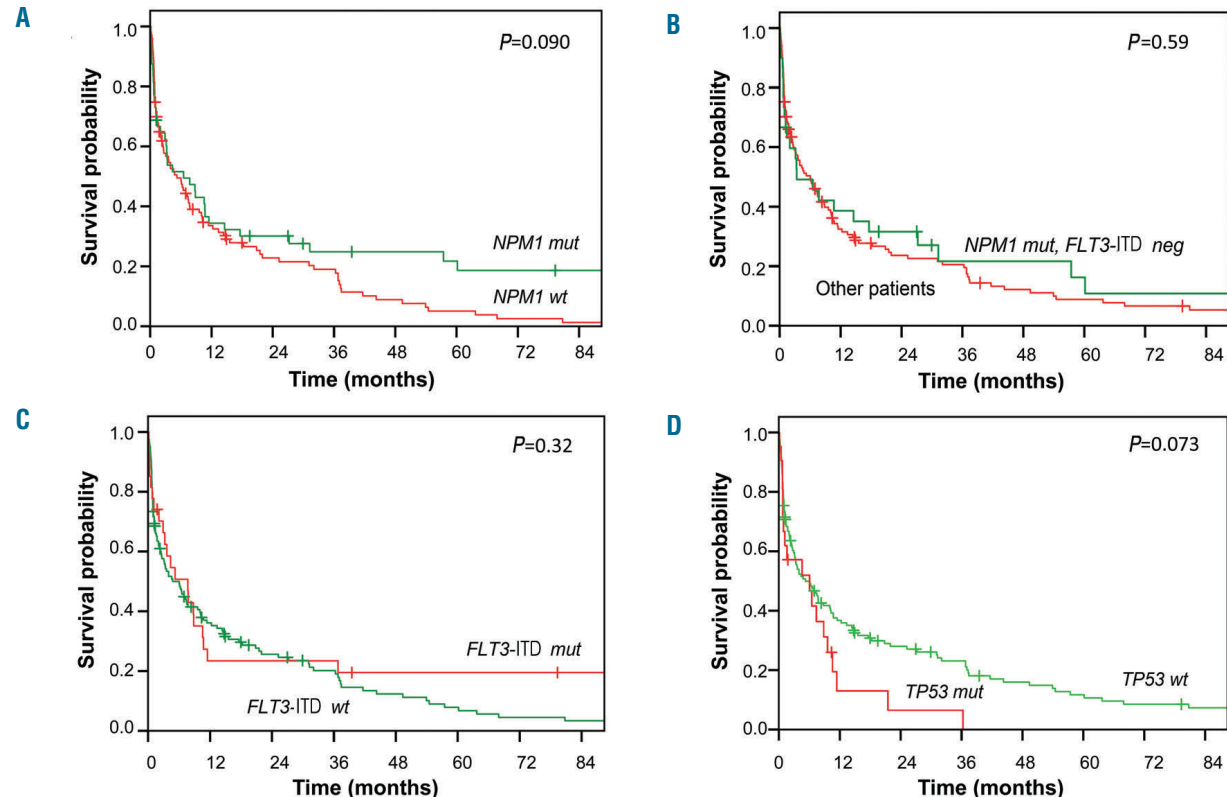 A
P=0.090
Survival probability
1.0
0.8
0.6
0.4
0.2
0.0
NPM1 mut
NPM1 wt
0 12 24 36 48 60 72 84
Time (months)
B
P=0.59
Survival probability
1.0
0.8
0.6
0.4
0.2
0.0
NPM1 mut, FLT3-ITD neg
Other patients
0 12 24 36 48 60 72 84
Time (months)
C
P=0.32
Survival probability
1.0
0.8
0.6
0.4
0.2
0.0
FLT3-ITD mut
FLT3-ITD wt
0 12 24 36 48 60 72 84
Time (months)
D
P=0.073
Survival probability
1.0
0.8
0.6
0.4
0.2
0.0
TP53 mut
TP53 wt
0 12 24 36 48 60 72 84
Time (months)